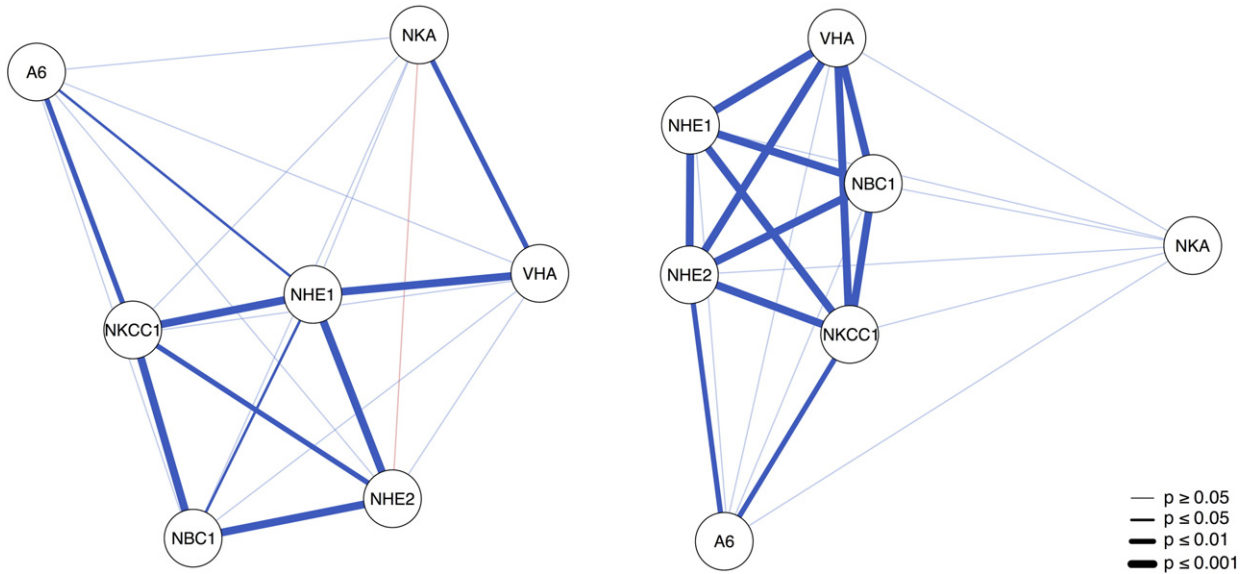 NKA
A6
VHA
NHE1
NKCC1
NHE2
NBC1
VHA
NHE1
NBC1
NKA
NHE2
NKCC1
A6
p ≥ 0.05
p ≤ 0.05
p ≤ 0.01
p ≤ 0.001